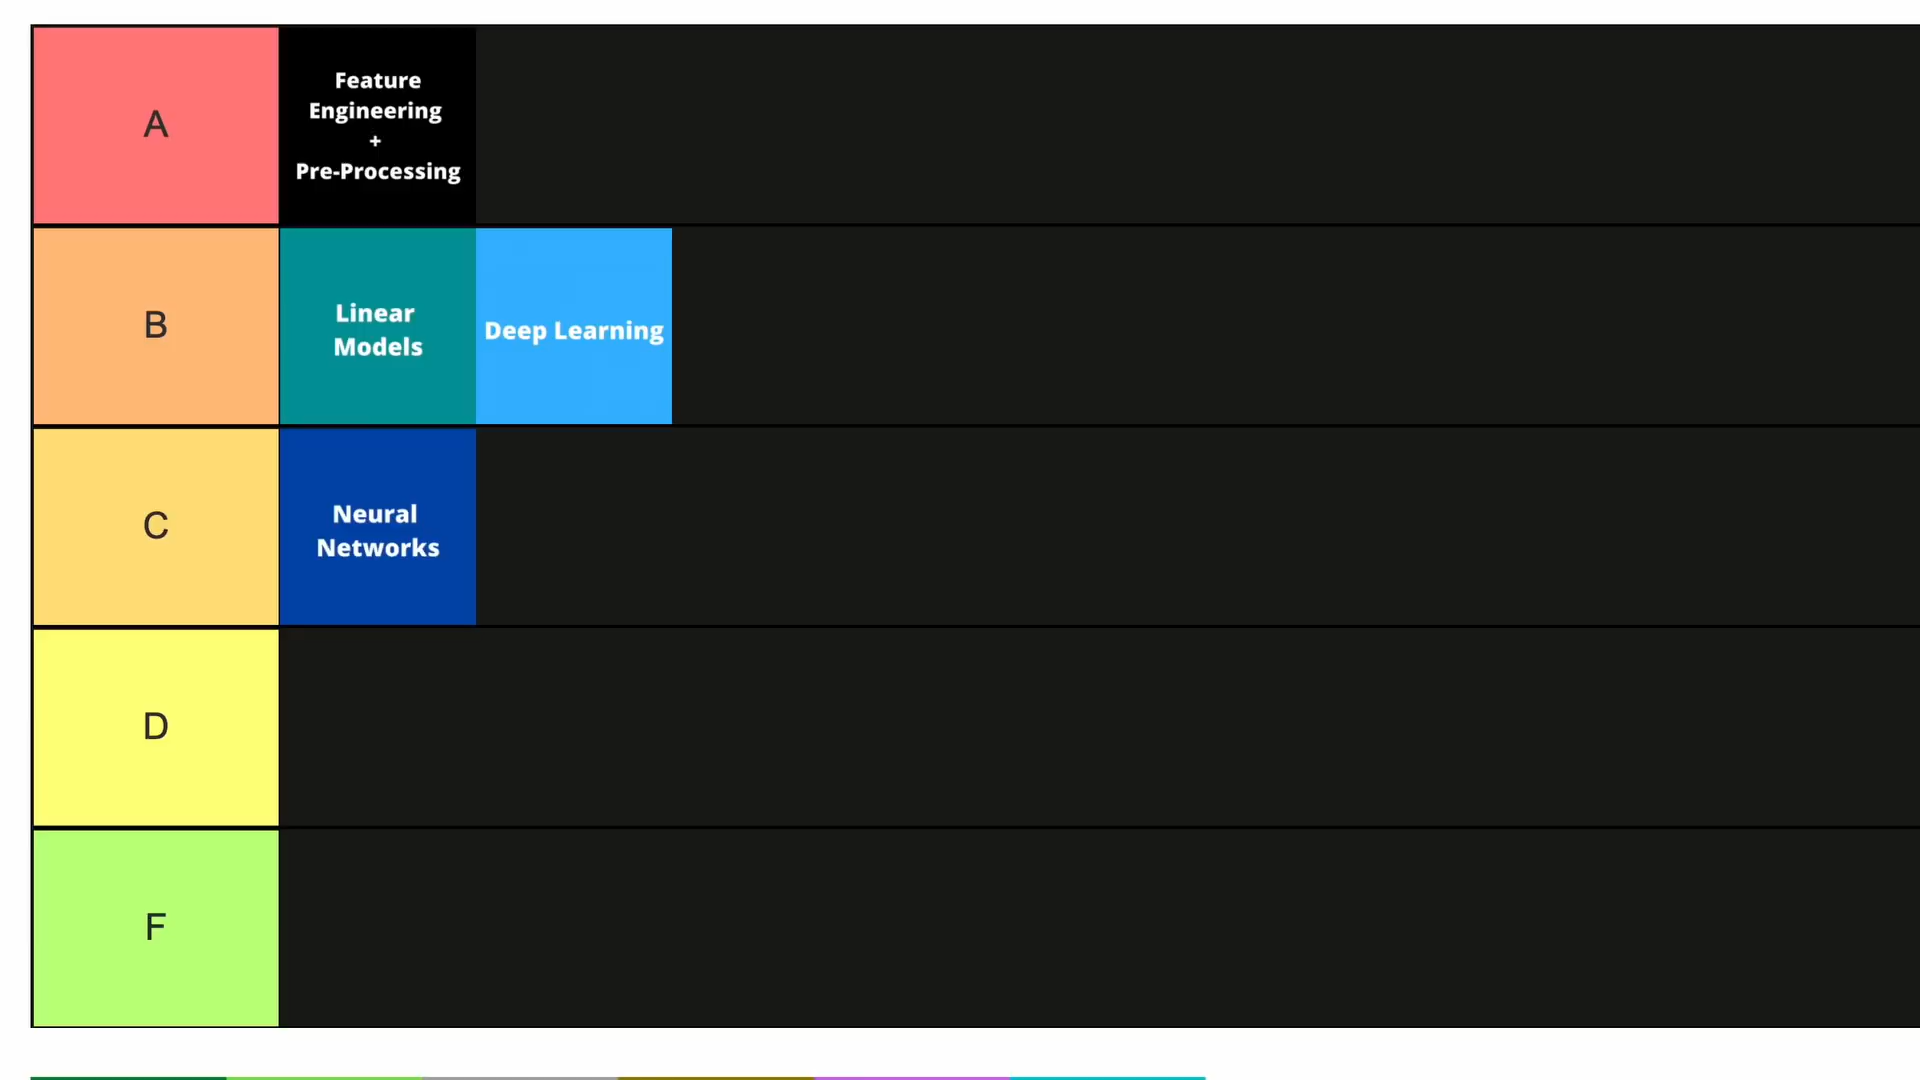 A
Feature
Engineering
+
Pre-Processing
B
Linear
Models
Deep Learning
C
Neural
Networks
D
F